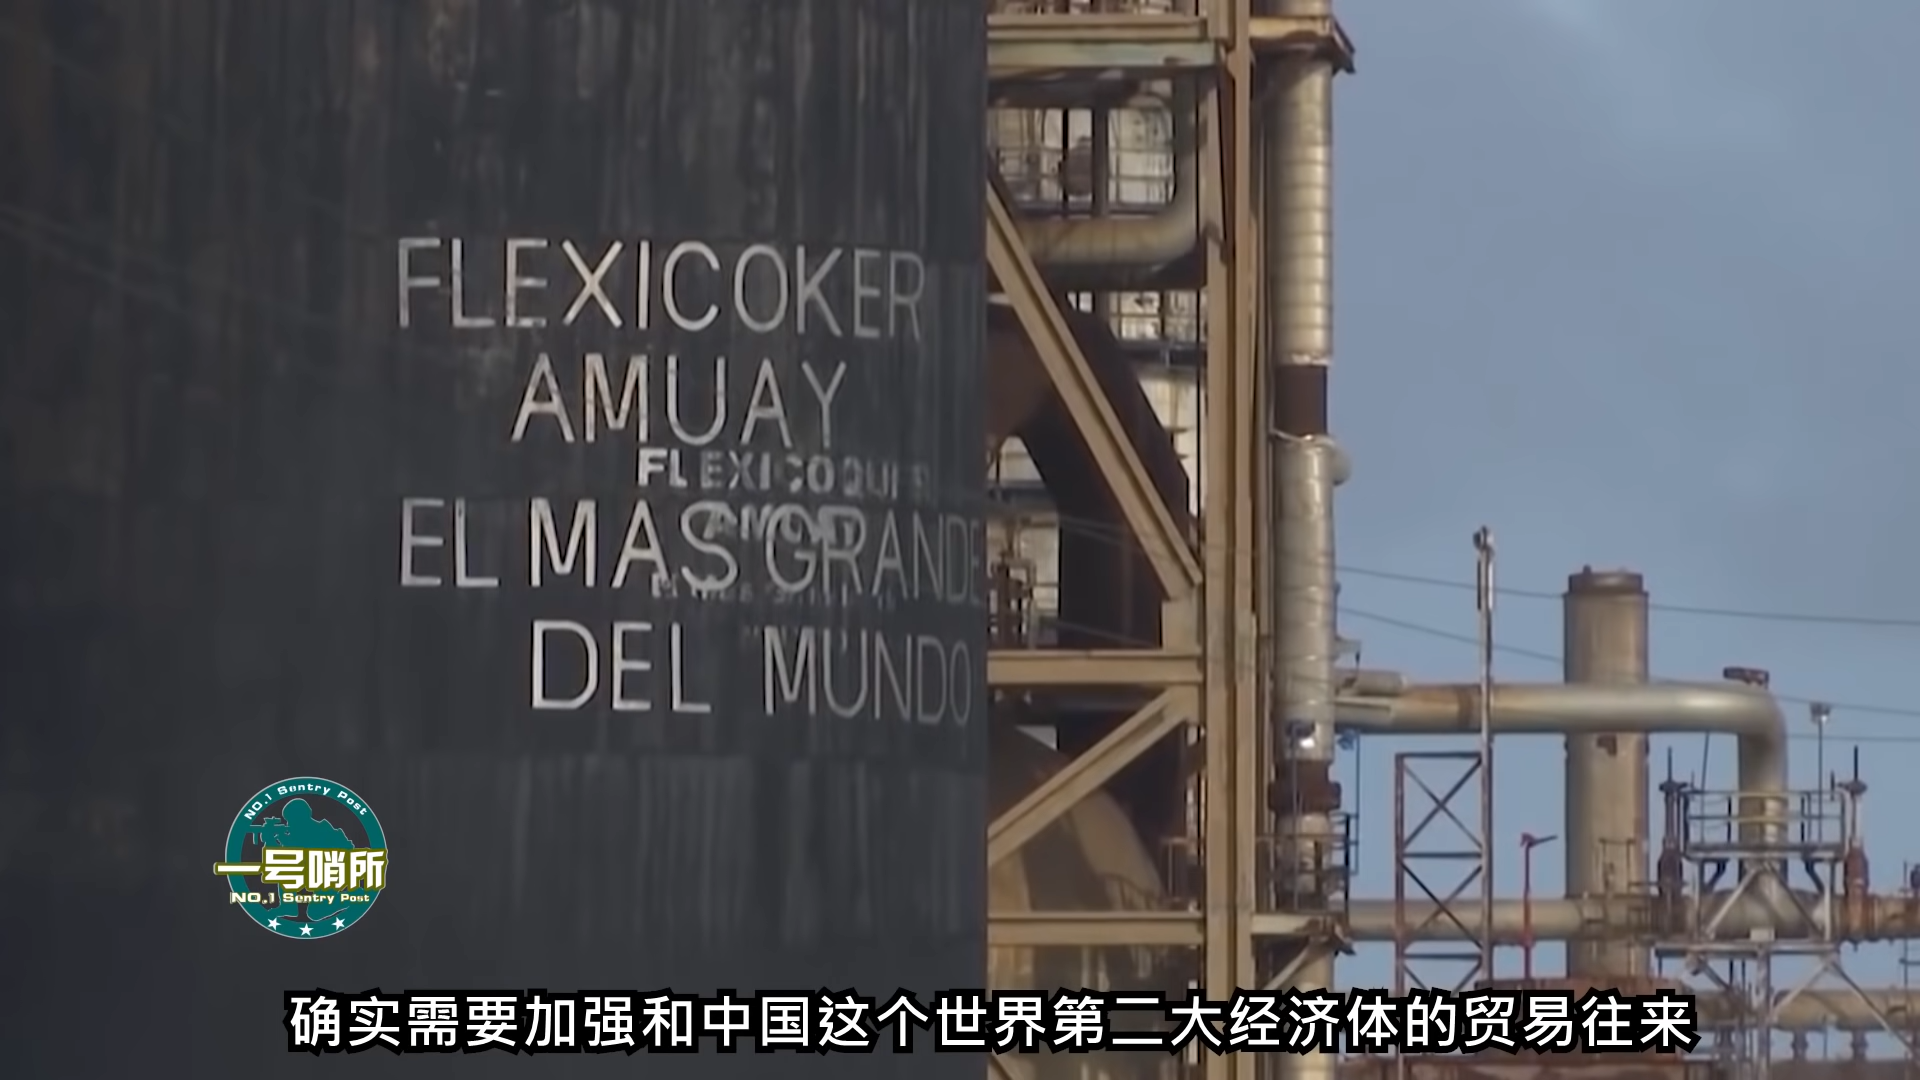 FLEXICOKER
AMUAY
FLEXICOQUER
AMUAY
EL MAS GRANDE
DEL MUNDO
NO.1 Sentry Post
一号哨所
NO.1 Sentry Post
确实需要加强和中国这个世界第二大经济体的贸易往来